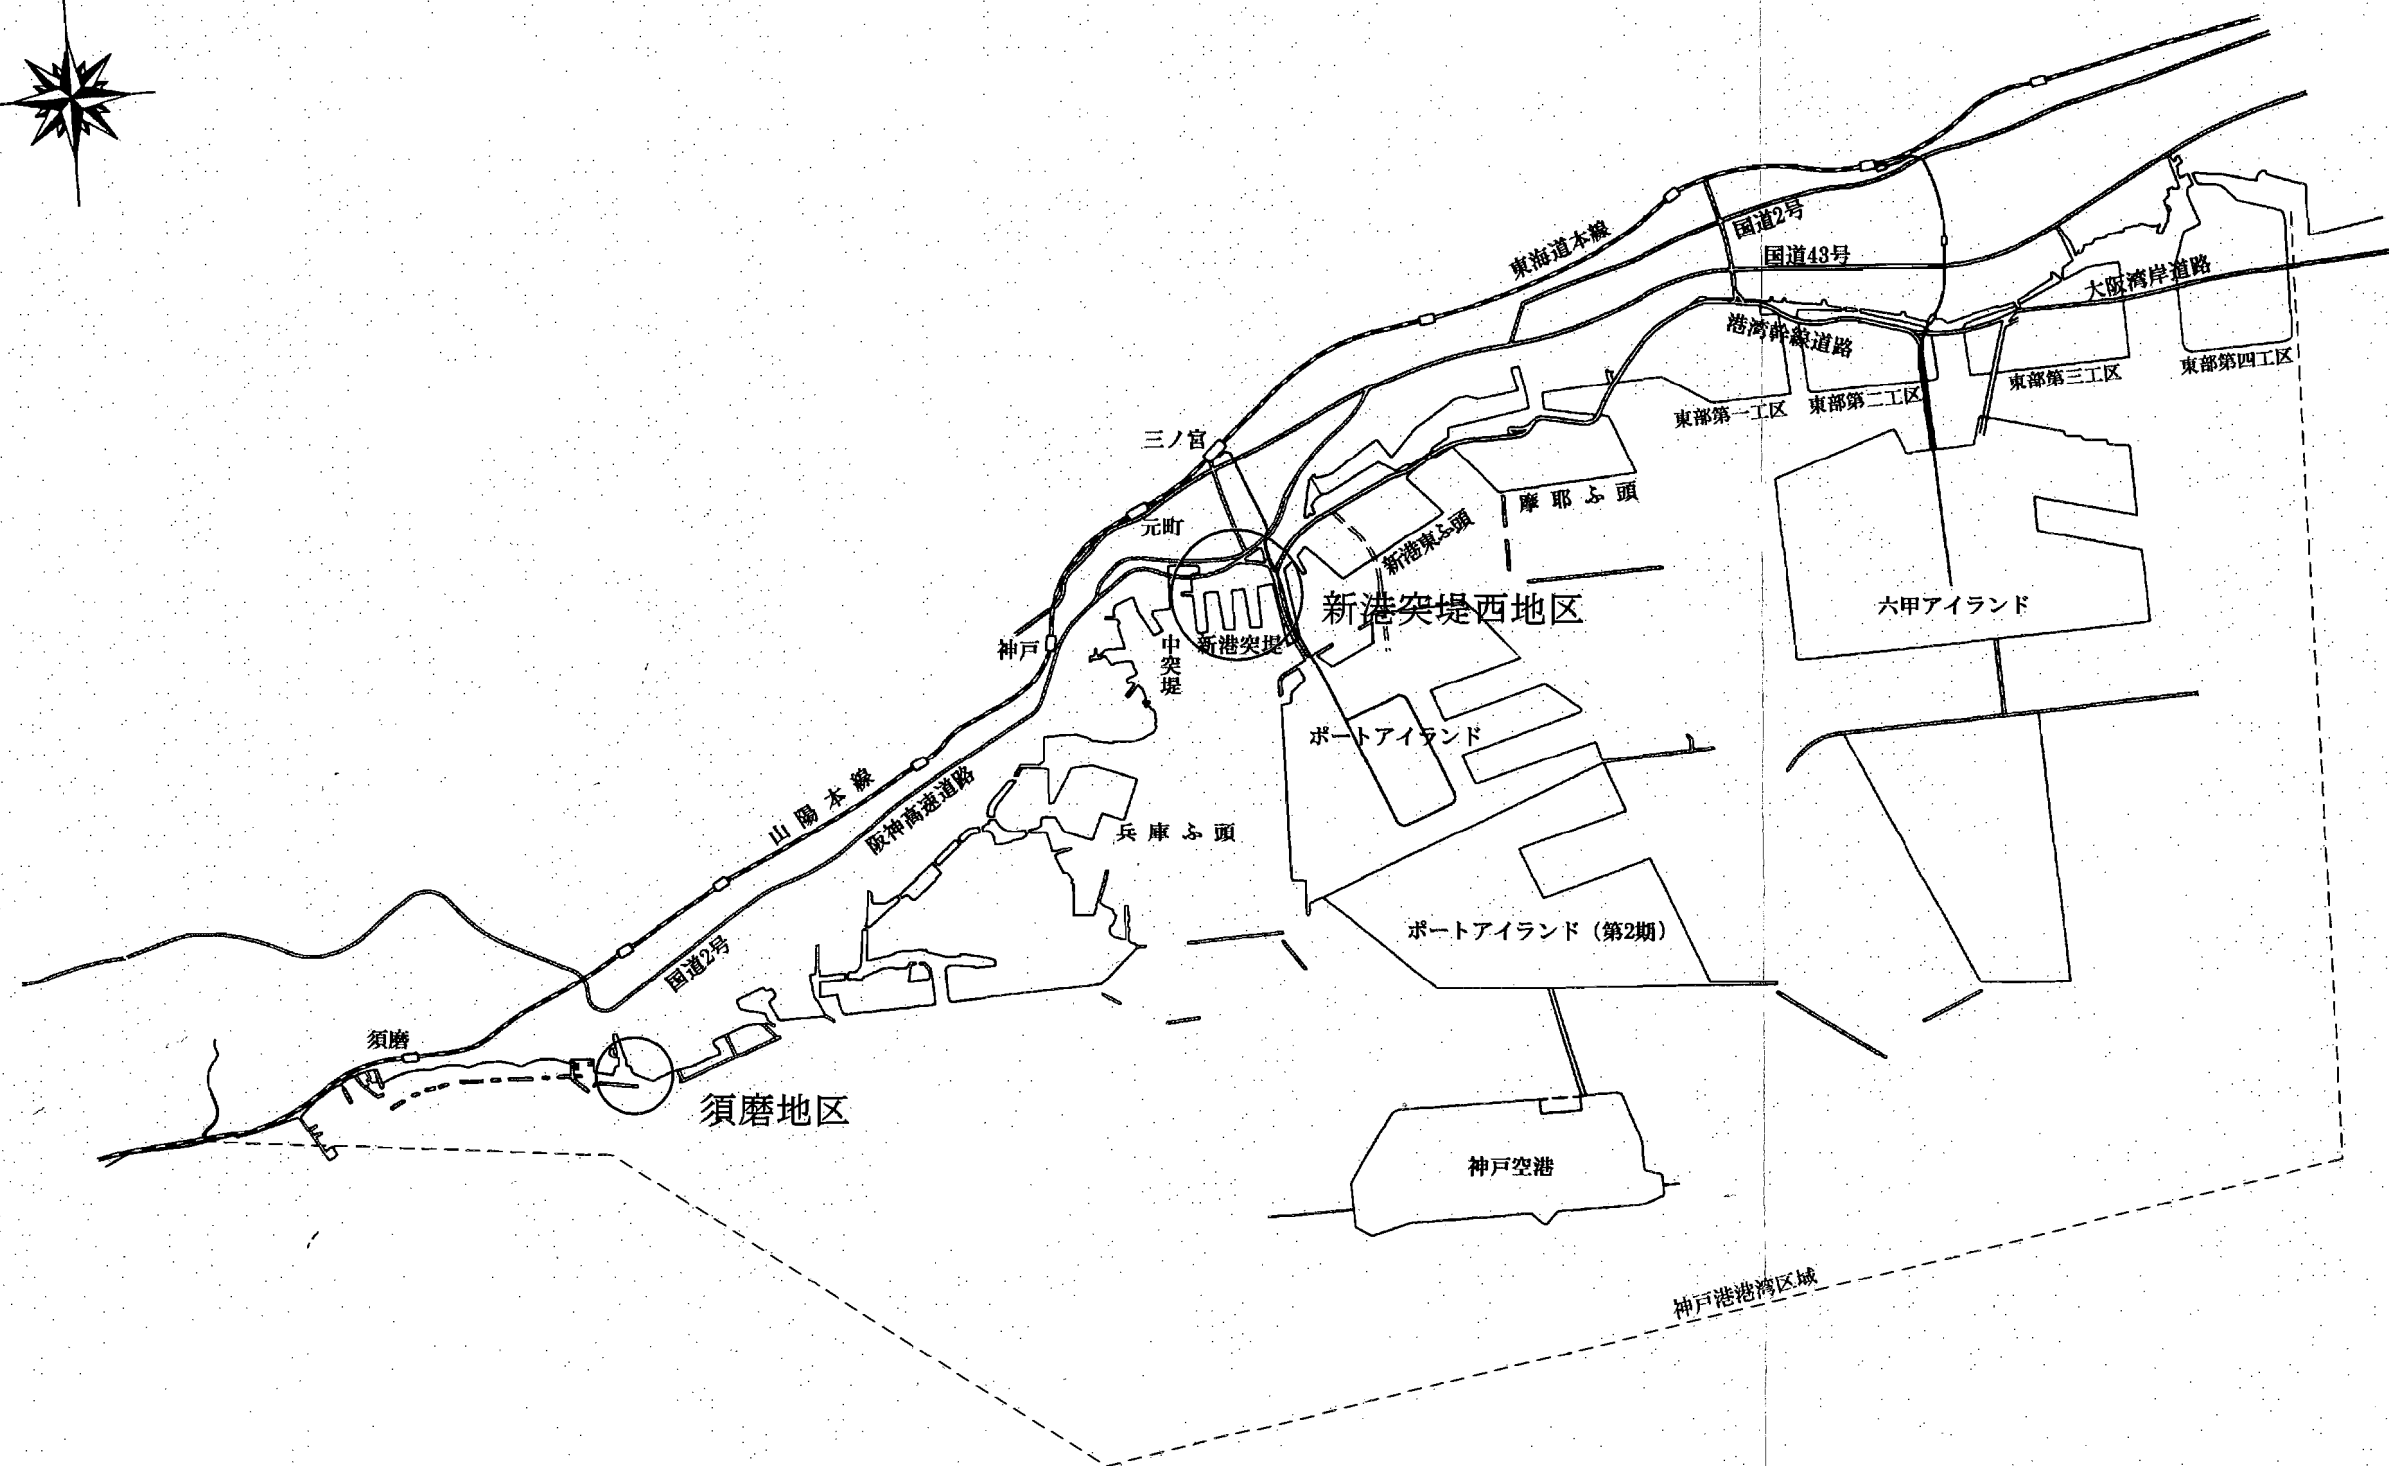 東海道本線
国道2号
国道43号
大阪湾岸道路
港湾幹線道路
東部第一工区
東部第二工区
東部第三工区
東部第四工区
三ノ宮
元町
摩耶ふ頭
新港東ふ頭
新港突堤西地区
六甲アイランド
神戸
中突堤
新港突堤
ポートアイランド
山陽本線
阪神高速道路
兵庫ふ頭
ポートアイランド（第2期）
国道2号
須磨
須磨地区
神戸空港
神戸港港湾区域